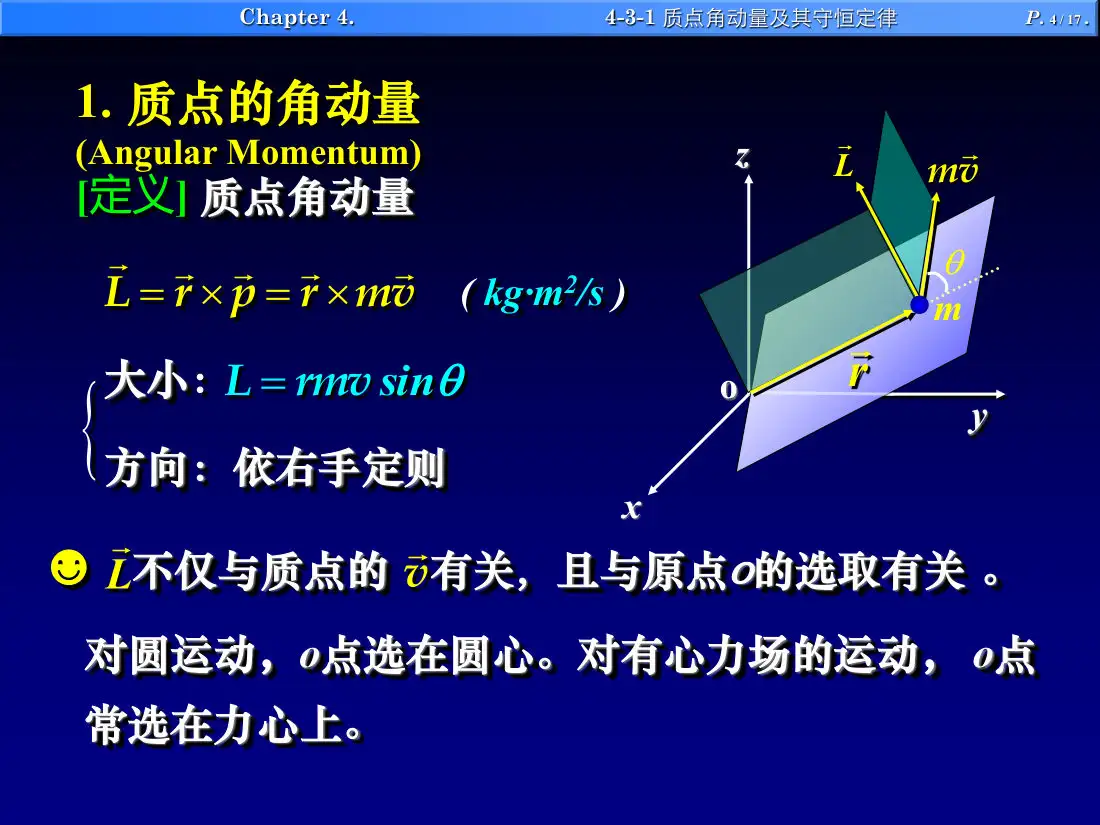 Chapter 4. 4-3-1 质点角动量及其守恒定律 P. 4 / 17 .
1. 质点的角动量
(Angular Momentum)
[定义] 质点角动量
L⃗ = r⃗ × p⃗ = r⃗ × mv⃗ ( kg·m²/s )
大小：L = rmv sinθ
方向：依右手定则
L⃗不仅与质点的 v⃗有关，且与原点o的选取有关 。
对圆运动，o点选在圆心。对有心力场的运动， o点
常选在力心上。
z
L⃗
mv⃗
θ
m
r⃗
o
y
x